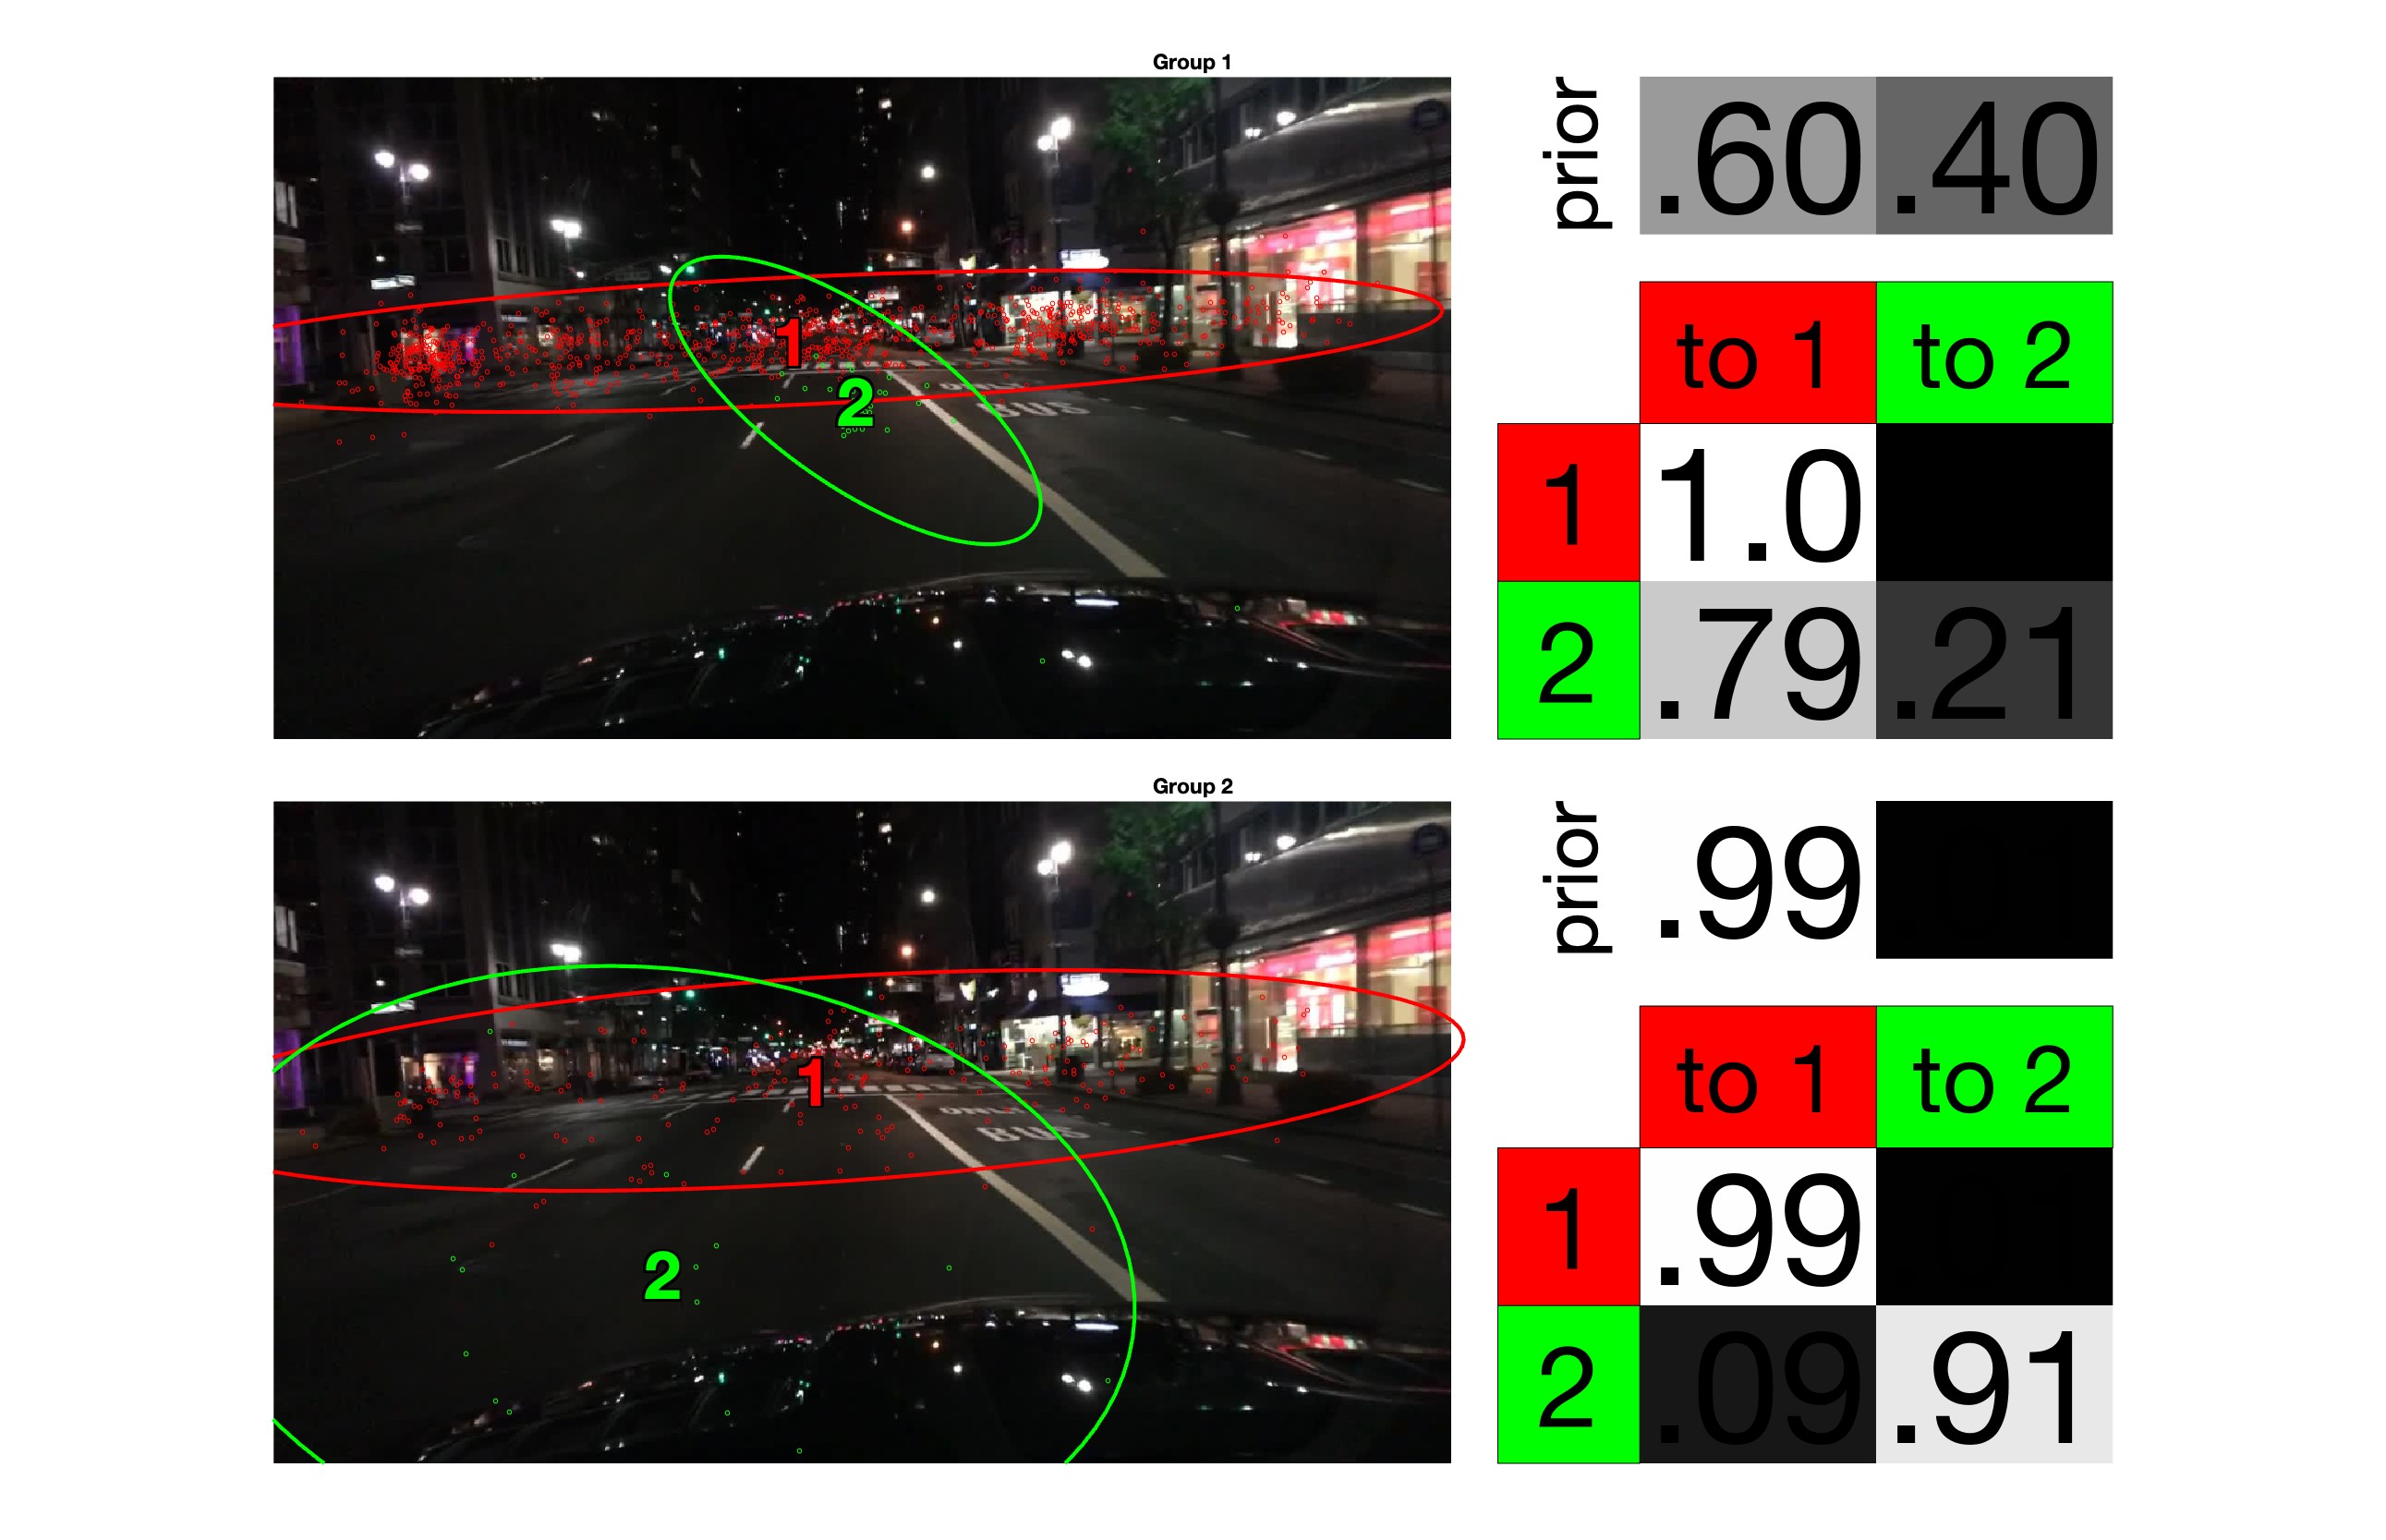 Group 1
prior .60 .40
to 1 to 2
1 1.0
2 .79 .21
1
2
ONLY
BUS
Group 2
prior .99
to 1 to 2
1 .99
2 .09 .91
1
2
ONLY
BUS